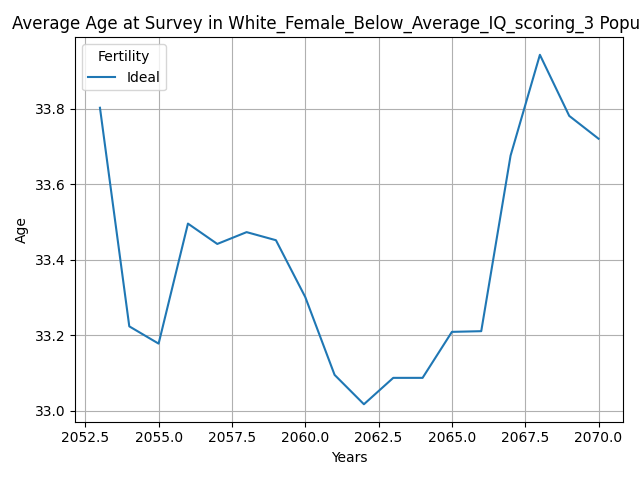 Average Age at Survey in White_Female_Below_Average_IQ_scoring_3 Popu
Fertility
Ideal
33.8
33.6
33.4
33.2
33.0
Age
2052.5 2055.0 2057.5 2060.0 2062.5 2065.0 2067.5 2070.0
Years